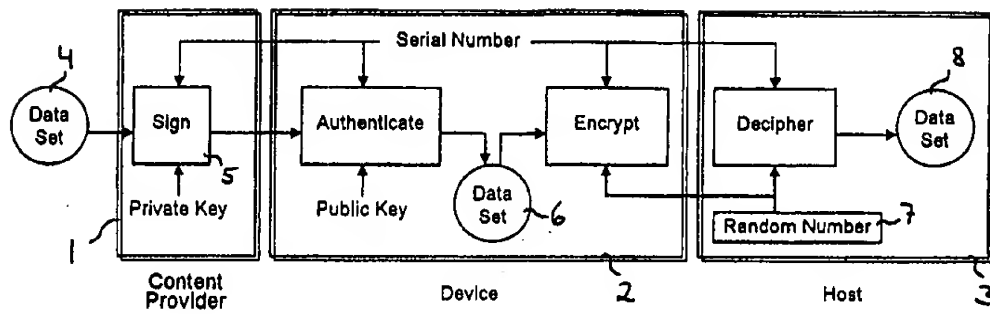 Serial Number
4
8
Data
Set
Sign
Authenticate
Encrypt
Decipher
Data
Set
5
Private Key
Public Key
Data
Set
6
Random Number
7
1
2
3
Content
Provider
Device
Host